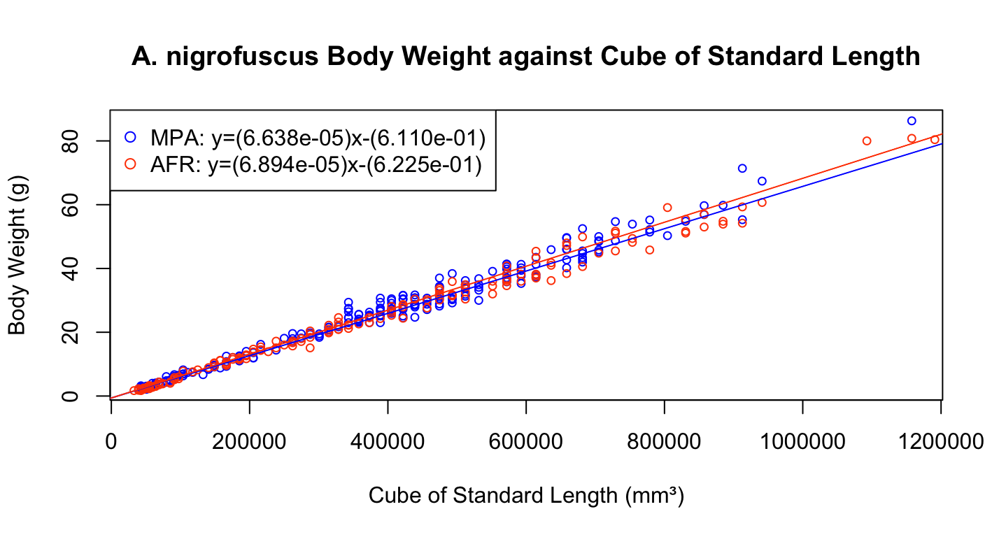 A. nigrofuscus Body Weight against Cube of Standard Length
MPA: y=(6.638e-05)x-(6.110e-01)
AFR: y=(6.894e-05)x-(6.225e-01)
Body Weight (g)
80
60
40
20
0
0 200000 400000 600000 800000 1000000 1200000
Cube of Standard Length (mm³)